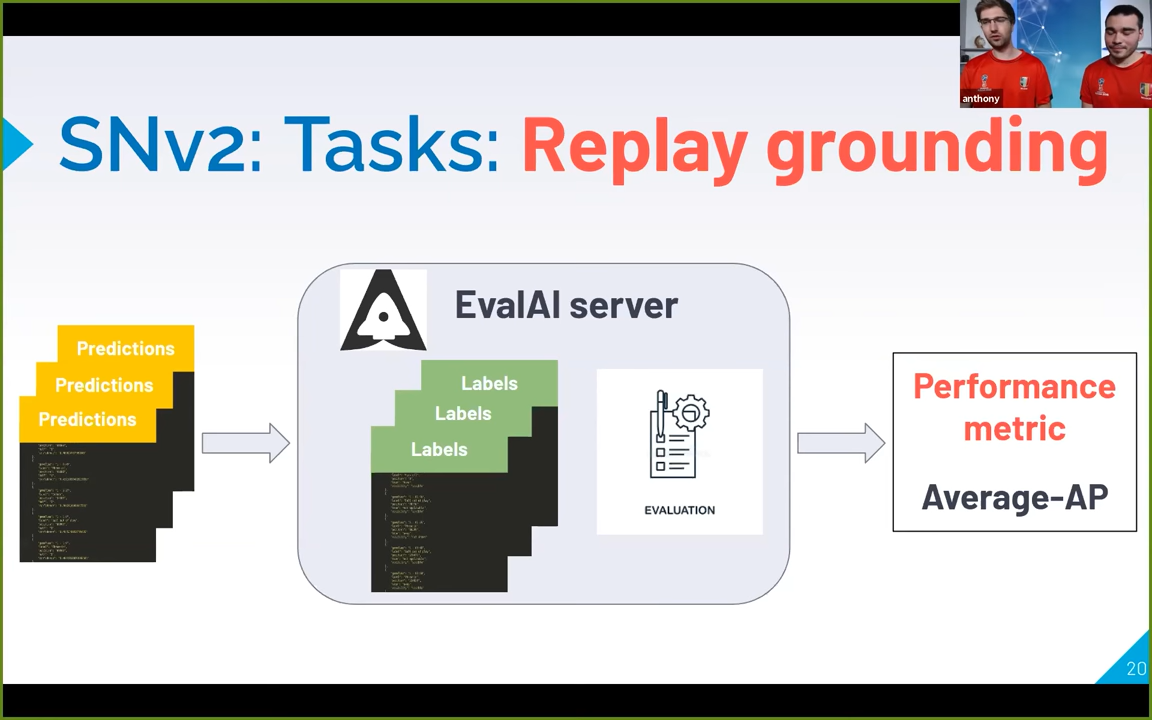 anthony
SNv2: Tasks: Replay grounding
EvalAI server
Predictions
Predictions
Predictions
Labels
Labels
Labels
EVALUATION
Performance
metric
Average-AP
20